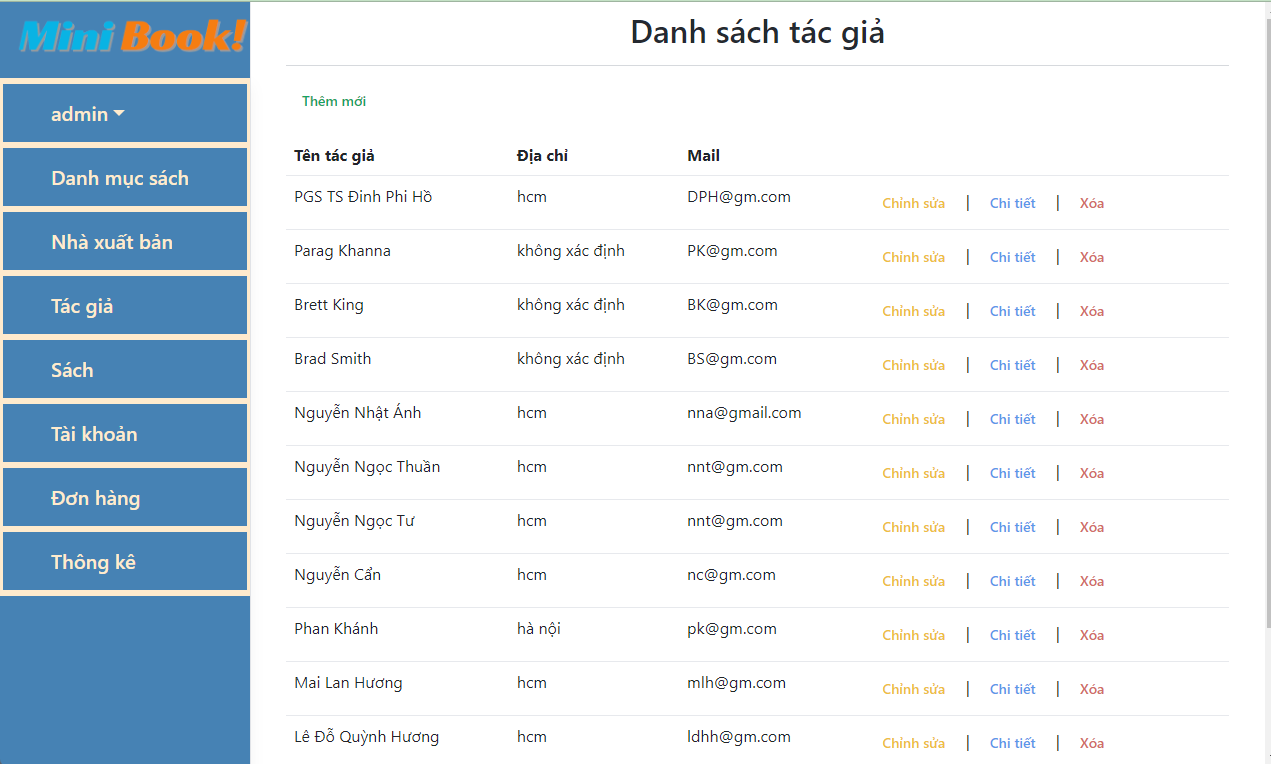 Mini Book!
admin
Danh mục sách
Nhà xuất bản
Tác giả
Sách
Tài khoản
Đơn hàng
Thông kê
Danh sách tác giả
Thêm mới
Tên tác giả Địa chỉ Mail
PGS TS Đinh Phi Hồ hcm DPH@gm.com Chỉnh sửa | Chi tiết | Xóa
Parag Khanna không xác định PK@gm.com Chỉnh sửa | Chi tiết | Xóa
Brett King không xác định BK@gm.com Chỉnh sửa | Chi tiết | Xóa
Brad Smith không xác định BS@gm.com Chỉnh sửa | Chi tiết | Xóa
Nguyễn Nhật Ánh hcm nna@gmail.com Chỉnh sửa | Chi tiết | Xóa
Nguyễn Ngọc Thuần hcm nnt@gm.com Chỉnh sửa | Chi tiết | Xóa
Nguyễn Ngọc Tư hcm nnt@gm.com Chỉnh sửa | Chi tiết | Xóa
Nguyễn Cẩn hcm nc@gm.com Chỉnh sửa | Chi tiết | Xóa
Phan Khánh hà nội pk@gm.com Chỉnh sửa | Chi tiết | Xóa
Mai Lan Hương hcm mlh@gm.com Chỉnh sửa | Chi tiết | Xóa
Lê Đỗ Quỳnh Hương hcm ldhh@gm.com Chỉnh sửa | Chi tiết | Xóa